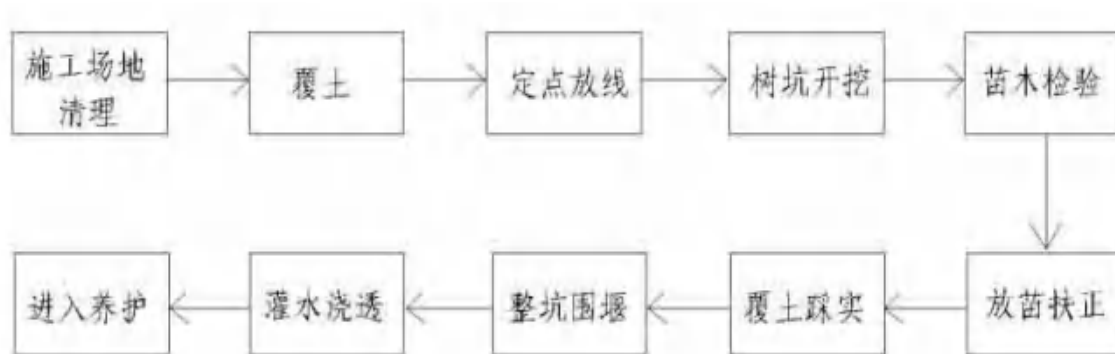 施工场地
清理
覆土
定点放线
树坑开挖
苗木检验
放苗扶正
覆土踩实
整坑围堰
灌水浇透
进入养护